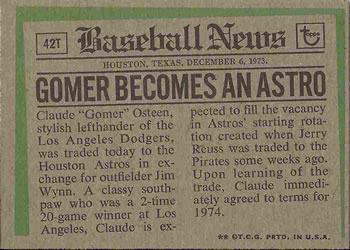 42T
Baseball News
Topps
HOUSTON, TEXAS, DECEMBER 6, 1973.
GOMER BECOMES AN ASTRO
Claude "Gomer" Osteen,
stylish lefthander of the
Los Angeles Dodgers,
was traded today to the
Houston Astros in ex-
change for outfielder Jim
Wynn. A classy south-
paw who was a 2-time
20-game winner at Los
Angeles, Claude is ex-
pected to fill the vacancy
in Astros' starting rota-
tion created when Jerry
Reuss was traded to the
Pirates some weeks ago.
Upon learning of the
trade, Claude immedi-
ately agreed to terms for
1974.
** ©T.C.G. PRTD. IN U.S.A.